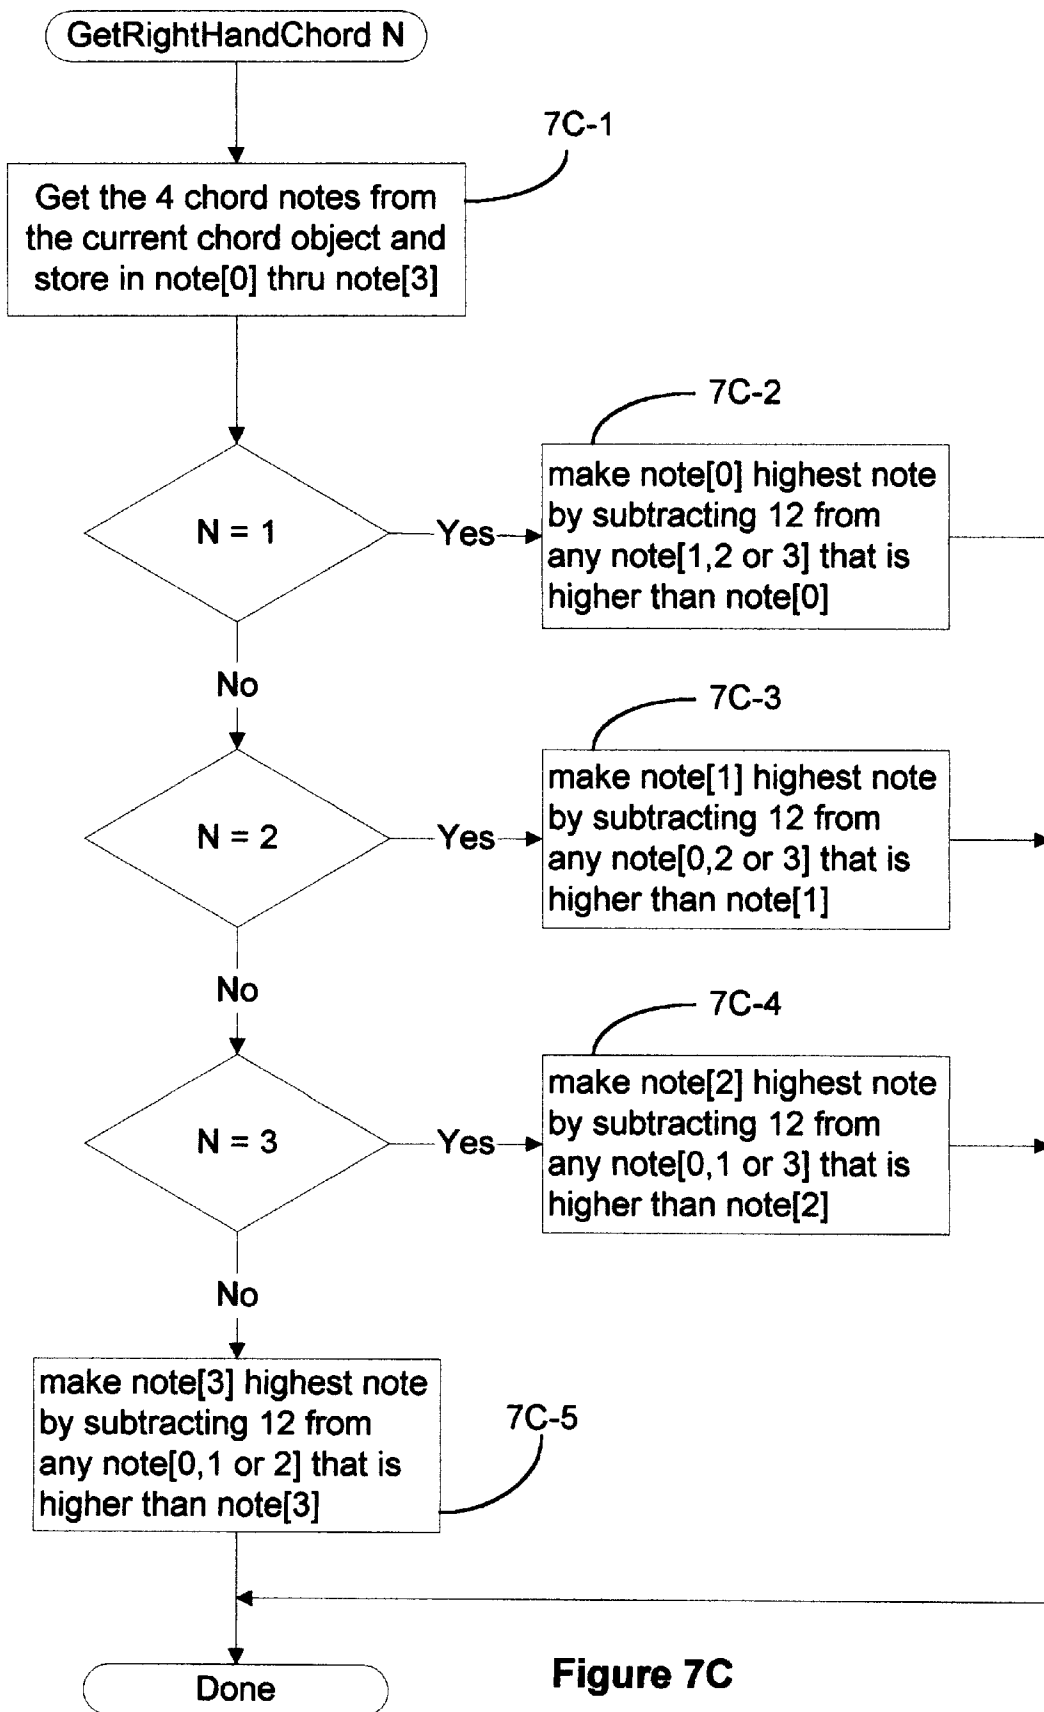 GetRightHandChord N
7C-1
Get the 4 chord notes from
the current chord object and
store in note[0] thru note[3]
7C-2
N = 1
Yes
make note[0] highest note
by subtracting 12 from
any note[1,2 or 3] that is
higher than note[0]
No
7C-3
N = 2
Yes
make note[1] highest note
by subtracting 12 from
any note[0,2 or 3] that is
higher than note[1]
No
7C-4
N = 3
Yes
make note[2] highest note
by subtracting 12 from
any note[0,1 or 3] that is
higher than note[2]
No
make note[3] highest note
by subtracting 12 from
any note[0,1 or 2] that is
higher than note[3]
7C-5
Done
Figure 7C